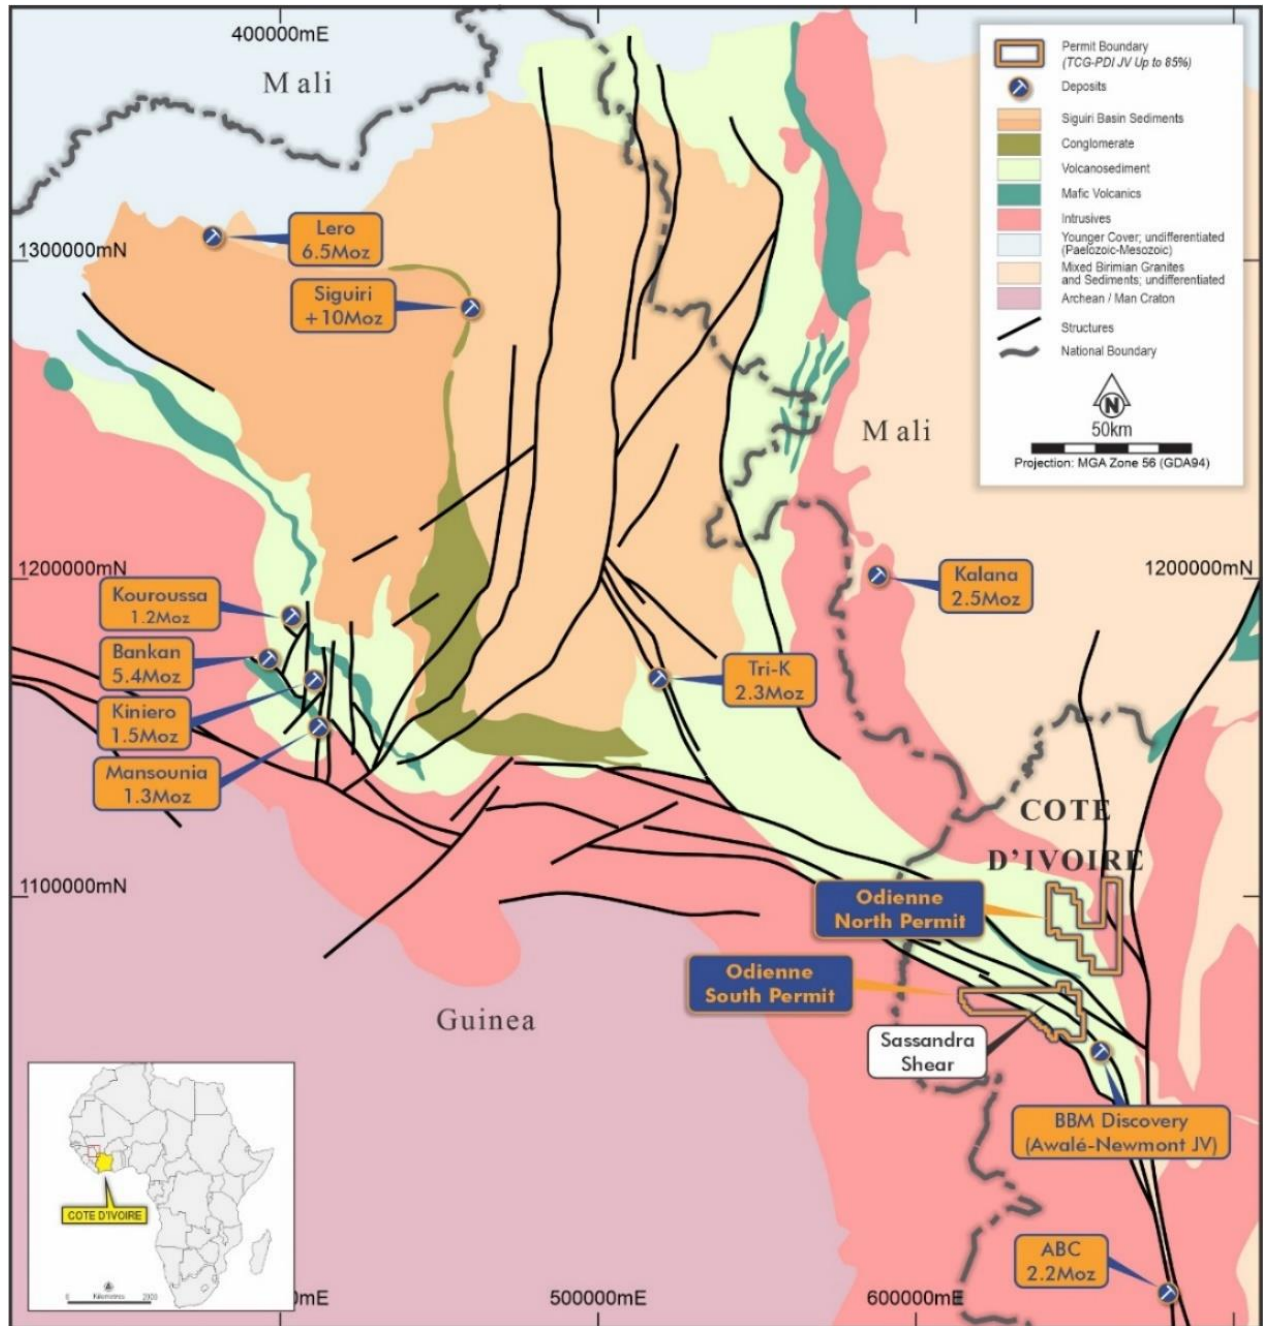 400000mE
Mali
Permit Boundary
(TCG-PDI JV Up to 85%)
Deposits
Siguiri Basin Sediments
Conglomerate
Volcanosediment
Mafic Volcanics
Intrusives
Younger Cover; undifferentiated
(Paelozoic-Mesozoic)
Mixed Birimian Granites
and Sediments; undifferentiated
Archean / Man Craton
Structures
National Boundary
N
50km
Projection: MGA Zone 56 (GDA94)
Lero
6.5Moz
1300000mN
Siguiri
+10Moz
Mali
1200000mN
1200000mN
Kalana
2.5Moz
Kouroussa
1.2Moz
Bankan
5.4Moz
Tri-K
2.3Moz
Kiniero
1.5Moz
Mansounia
1.3Moz
COTE
D'IVOIRE
1100000mN
Odienne
North Permit
Odienne
South Permit
Guinea
Sassandra
Shear
BBM Discovery
(Awalé-Newmont JV)
COTE D'IVOIRE
ABC
2.2Moz
0 Kilometres 2000
mE
500000mE
600000mE